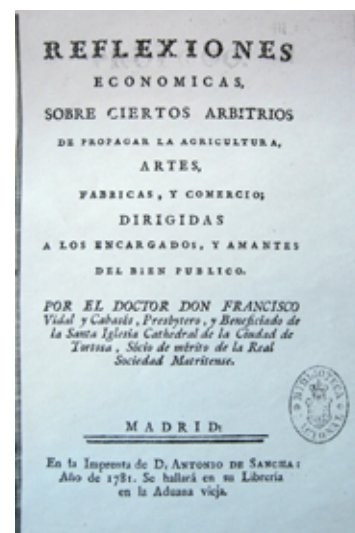 REFLEXIONES
ECONOMICAS,
SOBRE CIERTOS ARBITRIOS
DE PROPAGAR LA AGRICULTURA,
ARTES,
FABRICAS, Y COMERCIO;
DIRIGIDAS
A LOS ENCARGADOS, Y AMANTES
DEL BIEN PUBLICO.
POR EL DOCTOR DON FRANCISCO
Vidal y Cabasés, Presbytero, y Beneficiado de
la Santa Iglesia Cathedral de la Ciudad de
Tortosa, Sócio de mérito de la Real
Sociedad Matritense.
MADRID:
En la Imprenta de D. ANTONIO DE SANCHA:
Año de 1781. Se hallará en su Librería
en la Aduana vieja.
BIBLIOTECA